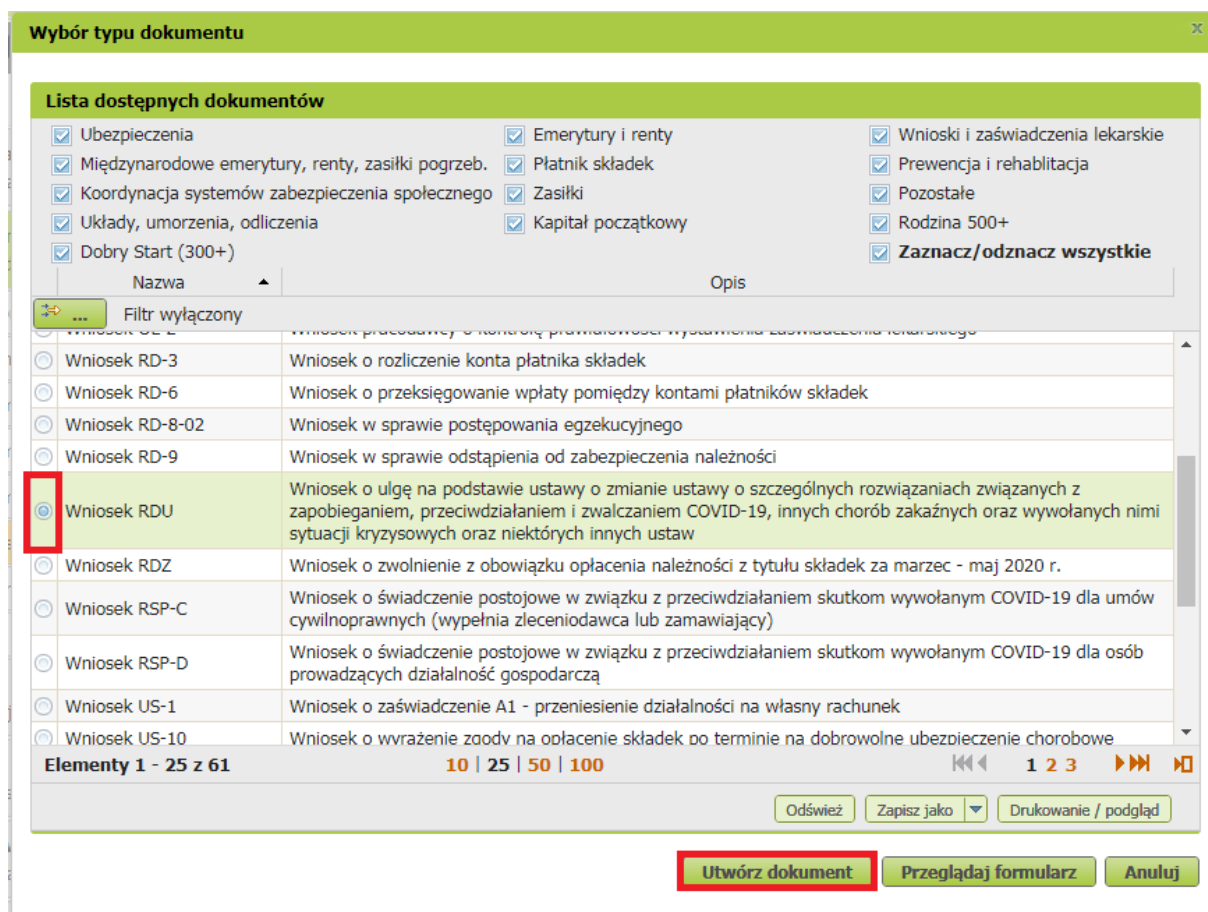 Wybór typu dokumentu
x
Lista dostępnych dokumentów
Ubezpieczenia
Emerytury i renty
Wnioski i zaświadczenia lekarskie
Międzynarodowe emerytury, renty, zasiłki pogrzeb.
Płatnik składek
Prewencja i rehablitacja
Koordynacja systemów zabezpieczenia społecznego
Zasiłki
Pozostałe
Układy, umorzenia, odliczenia
Kapitał początkowy
Rodzina 500+
Dobry Start (300+)
Zaznacz/odznacz wszystkie
Nazwa
Opis
...
Filtr wyłączony
Wniosek RD-3
Wniosek o rozliczenie konta płatnika składek
Wniosek RD-6
Wniosek o przeksięgowanie wpłaty pomiędzy kontami płatników składek
Wniosek RD-8-02
Wniosek w sprawie postępowania egzekucyjnego
Wniosek RD-9
Wniosek w sprawie odstąpienia od zabezpieczenia należności
Wniosek RDU
Wniosek o ulgę na podstawie ustawy o zmianie ustawy o szczególnych rozwiązaniach związanych z
zapobieganiem, przeciwdziałaniem i zwalczaniem COVID-19, innych chorób zakaźnych oraz wywołanych nimi
sytuacji kryzysowych oraz niektórych innych ustaw
Wniosek RDZ
Wniosek o zwolnienie z obowiązku opłacenia należności z tytułu składek za marzec - maj 2020 r.
Wniosek RSP-C
Wniosek o świadczenie postojowe w związku z przeciwdziałaniem skutkom wywołanym COVID-19 dla umów
cywilnoprawnych (wypełnia zleceniodawca lub zamawiający)
Wniosek RSP-D
Wniosek o świadczenie postojowe w związku z przeciwdziałaniem skutkom wywołanym COVID-19 dla osób
prowadzących działalność gospodarczą
Wniosek US-1
Wniosek o zaświadczenie A1 - przeniesienie działalności na własny rachunek
Wniosek US-10
Wniosek o wyrażenie zgody na opłacenie składek po terminie na dobrowolne ubezpieczenie chorobowe
Elementy 1 - 25 z 61
10 | 25 | 50 | 100
1 2 3
Odśwież
Zapisz jako
Drukowanie / podgląd
Utwórz dokument
Przeglądaj formularz
Anuluj